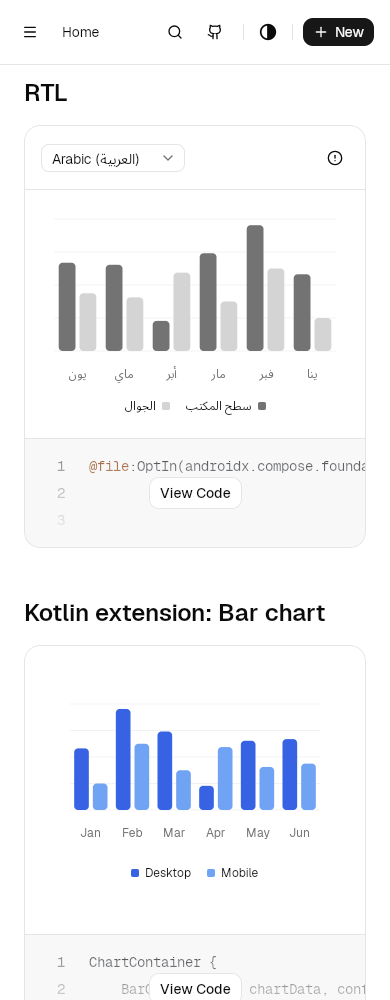 Home
New
RTL
Arabic (العربية)
ينا فبر مار أبر ماي يون
سطح المكتب الجوال
1 @file:OptIn(androidx.compose.founda
2
View Code
3
Kotlin extension: Bar chart
Jan Feb Mar Apr May Jun
Desktop Mobile
1 ChartContainer {
2 chartData, cont
View Code